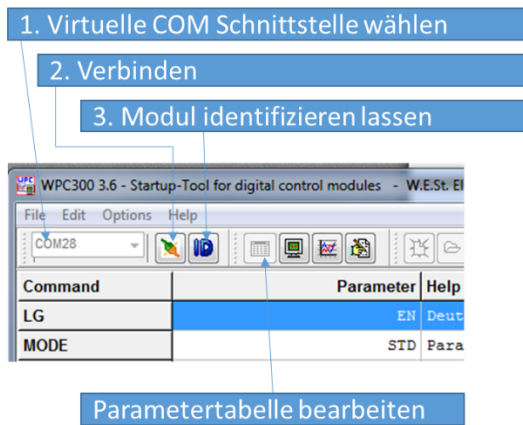 1. Virtuelle COM Schnittstelle wählen
2. Verbinden
3. Modul identifizieren lassen
WPC300 3.6 - Startup-Tool for digital control modules - W.E.St. El
File Edit Options Help
COM28 ID
Command Parameter Help
LG EN Deut
MODE STD Para
Parametertabelle bearbeiten